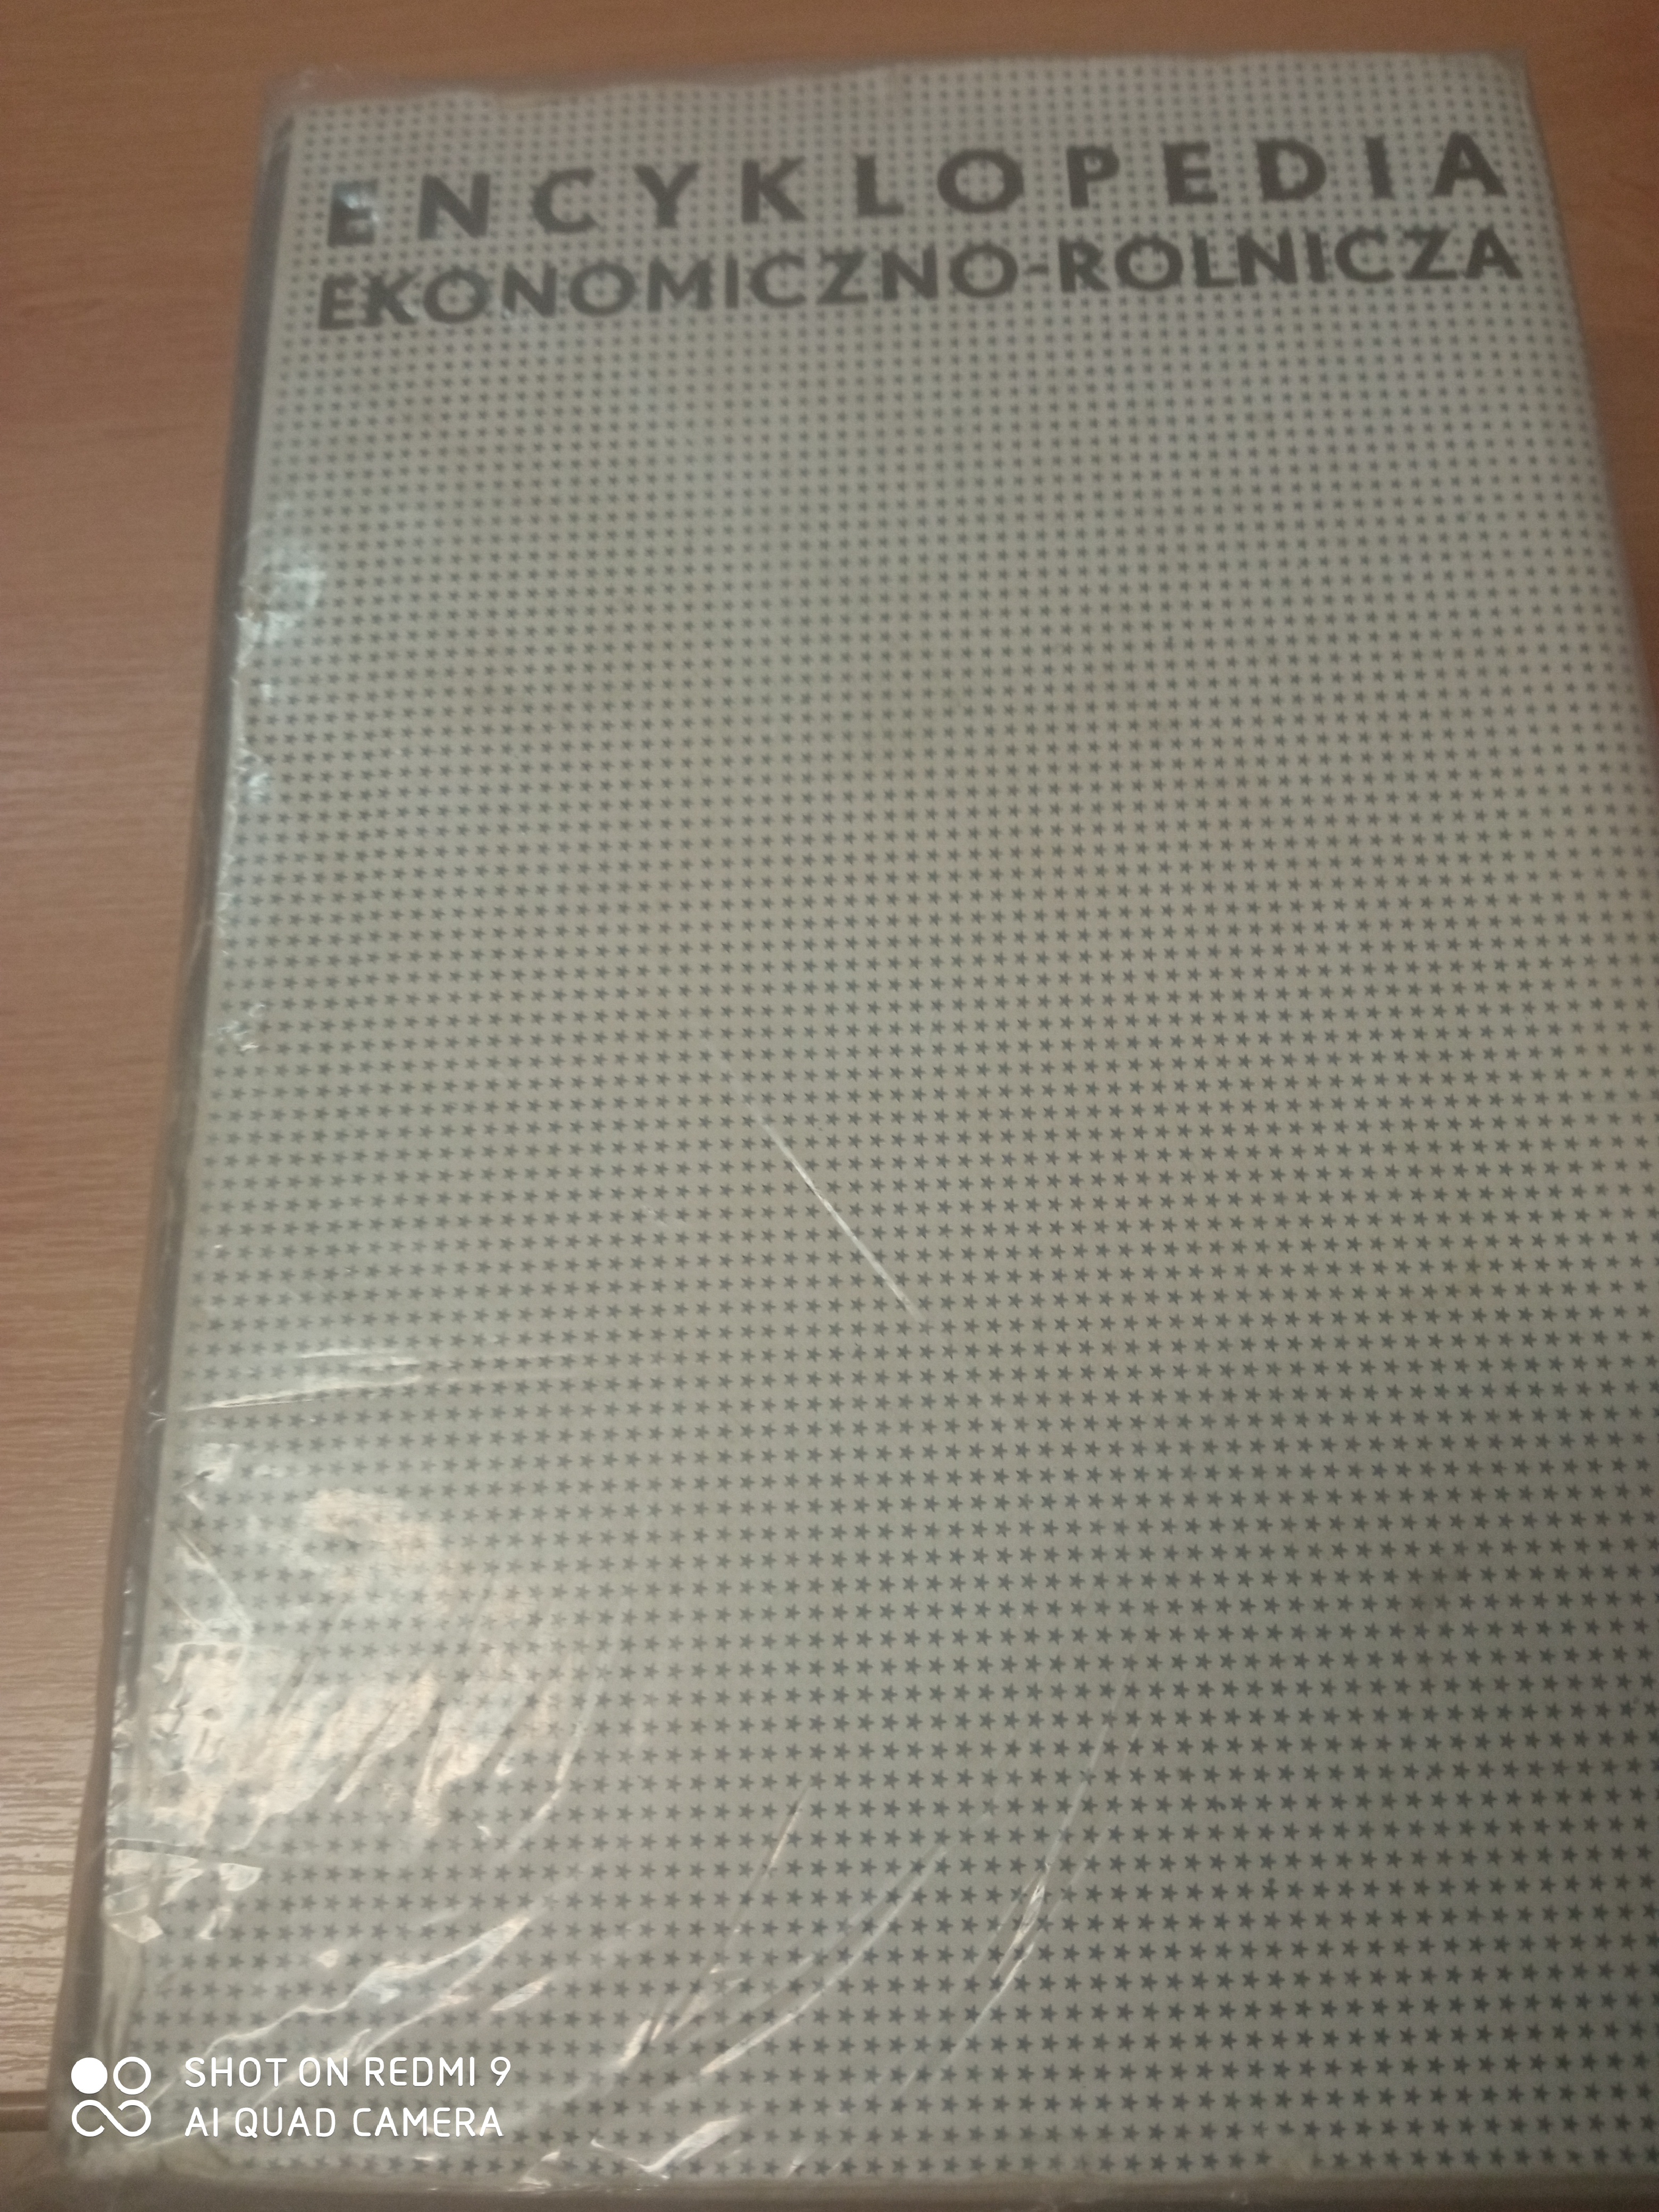 ENCYKLOPEDIA
EKONOMICZNO-ROLNICZA
SHOT ON REDMI 9
AI QUAD CAMERA